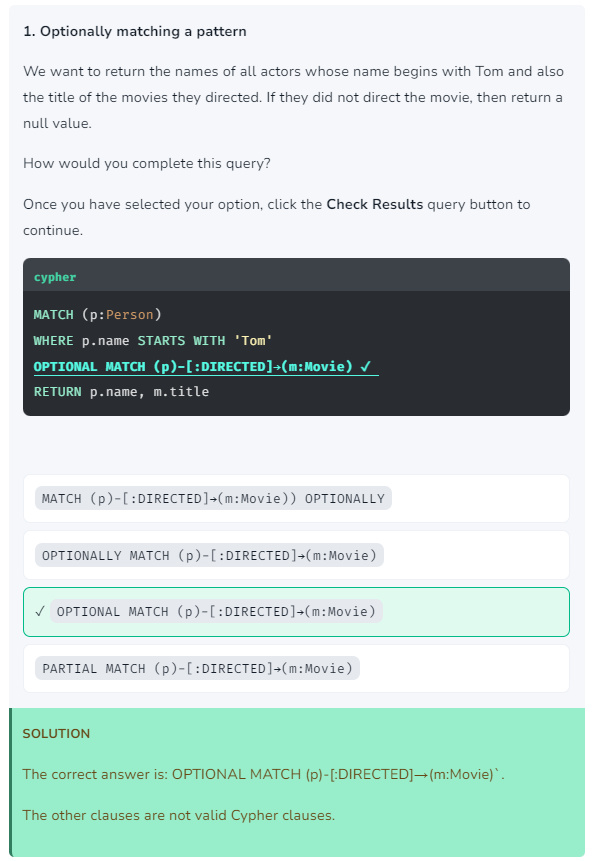 1. Optionally matching a pattern
We want to return the names of all actors whose name begins with Tom and also
the title of the movies they directed. If they did not direct the movie, then return a
null value.
How would you complete this query?
Once you have selected your option, click the Check Results query button to
continue.
cypher
MATCH (p:Person)
WHERE p.name STARTS WITH 'Tom'
OPTIONAL MATCH (p)-[:DIRECTED]→(m:Movie) ✓
RETURN p.name, m.title
MATCH (p)-[:DIRECTED]→(m:Movie)) OPTIONALLY
OPTIONALLY MATCH (p)-[:DIRECTED]→(m:Movie)
✓ OPTIONAL MATCH (p)-[:DIRECTED]→(m:Movie)
PARTIAL MATCH (p)-[:DIRECTED]→(m:Movie)
SOLUTION
The correct answer is: OPTIONAL MATCH (p)-[:DIRECTED]→(m:Movie)`.
The other clauses are not valid Cypher clauses.